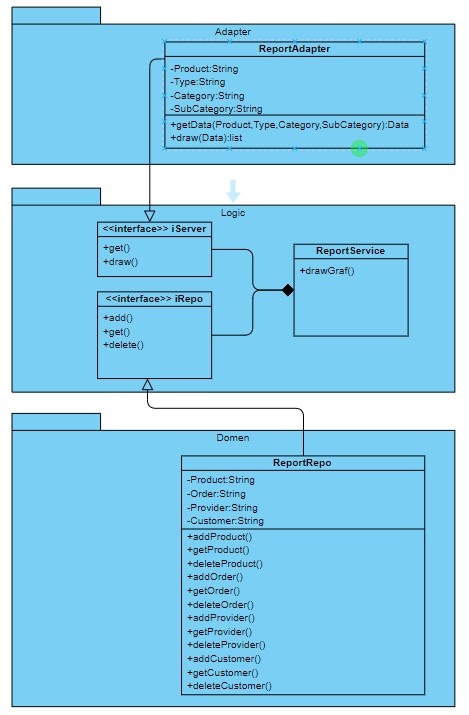 Adapter
ReportAdapter
-Product:String
-Type:String
-Category:String
-SubCategory:String
+getData(Product,Type,Category,SubCategory):Data
+draw(Data):list
Logic
<<interface>> iServer
+get()
+draw()
ReportService
+drawGraf()
<<interface>> iRepo
+add()
+get()
+delete()
Domen
ReportRepo
-Product:String
-Order:String
-Provider:String
-Customer:String
+addProduct()
+getProduct()
+deleteProduct()
+addOrder()
+getOrder()
+deleteOrder()
+addProvider()
+getProvider()
+deleteProvider()
+addCustomer()
+getCustomer()
+deleteCustomer()